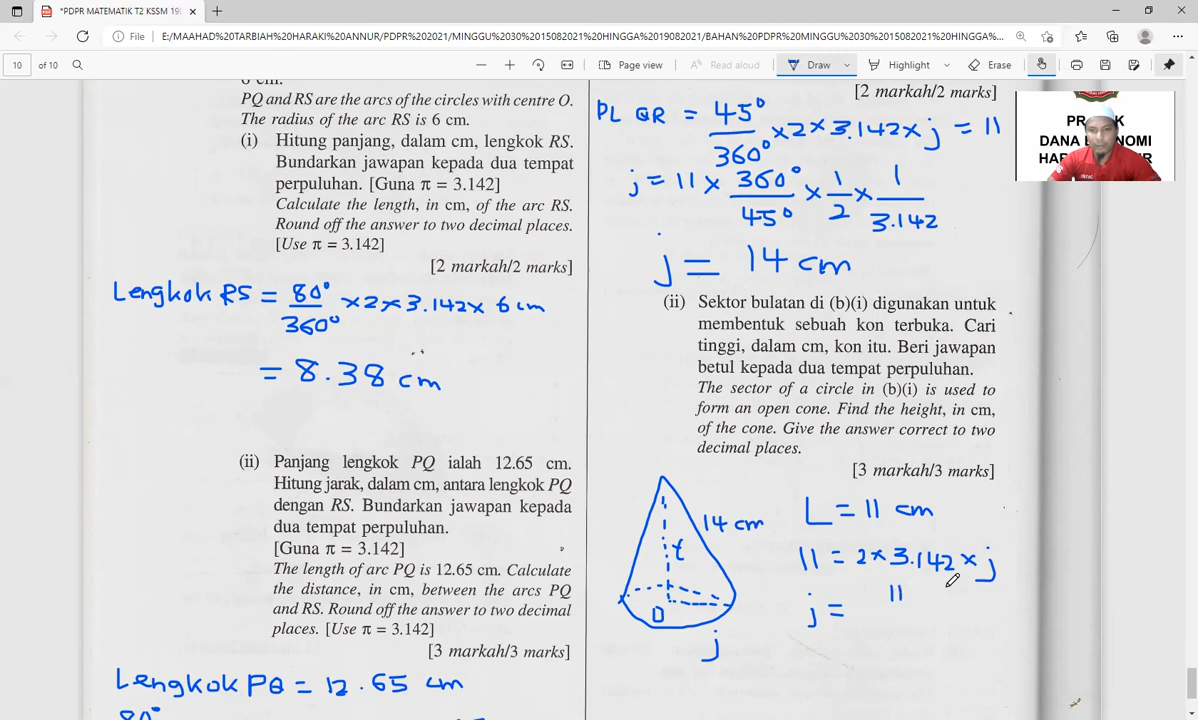 *PDPR MATEMATIK T2 KSSM 190
File
E:/MAAHAD%20TARBIAH%20HARAKI%20ANNUR/PDPR%202021/MINGGU%2030%2015082021%20HINGGA%2019082021/BAHAN%20PDPR%20MINGGU%2030%2015082021%20HINGGA%...
10 of 10
Page view
Read aloud
Draw
Highlight
Erase
6 cm.
PQ and RS are the arcs of the circles with centre O.
The radius of the arc RS is 6 cm.
(i) Hitung panjang, dalam cm, lengkok RS.
Bundarkan jawapan kepada dua tempat
perpuluhan. [Guna π = 3.142]
Calculate the length, in cm, of the arc RS.
Round off the answer to two decimal places.
[Use π = 3.142]
[2 markah/2 marks]
Lengkok RS = 80°/360° × 2 × 3.142 × 6 cm
= 8.38 cm
(ii) Panjang lengkok PQ ialah 12.65 cm.
Hitung jarak, dalam cm, antara lengkok PQ
dengan RS. Bundarkan jawapan kepada
dua tempat perpuluhan.
[Guna π = 3.142]
The length of arc PQ is 12.65 cm. Calculate
the distance, in cm, between the arcs PQ
and RS. Round off the answer to two decimal
places. [Use π = 3.142]
[3 markah/3 marks]
Lengkok PQ = 12.65 cm
80°
[2 markah/2 marks]
PL QR = 45°/360° × 2 × 3.142 × j = 11
j = 11 × 360°/45° × 1/2 × 1/3.142
j = 14 cm
(ii) Sektor bulatan di (b)(i) digunakan untuk
membentuk sebuah kon terbuka. Cari
tinggi, dalam cm, kon itu. Beri jawapan
betul kepada dua tempat perpuluhan.
The sector of a circle in (b)(i) is used to
form an open cone. Find the height, in cm,
of the cone. Give the answer correct to two
decimal places.
[3 markah/3 marks]
14 cm
t
O
j
L = 11 cm
11 = 2 × 3.142 × j
j = 11
DANA